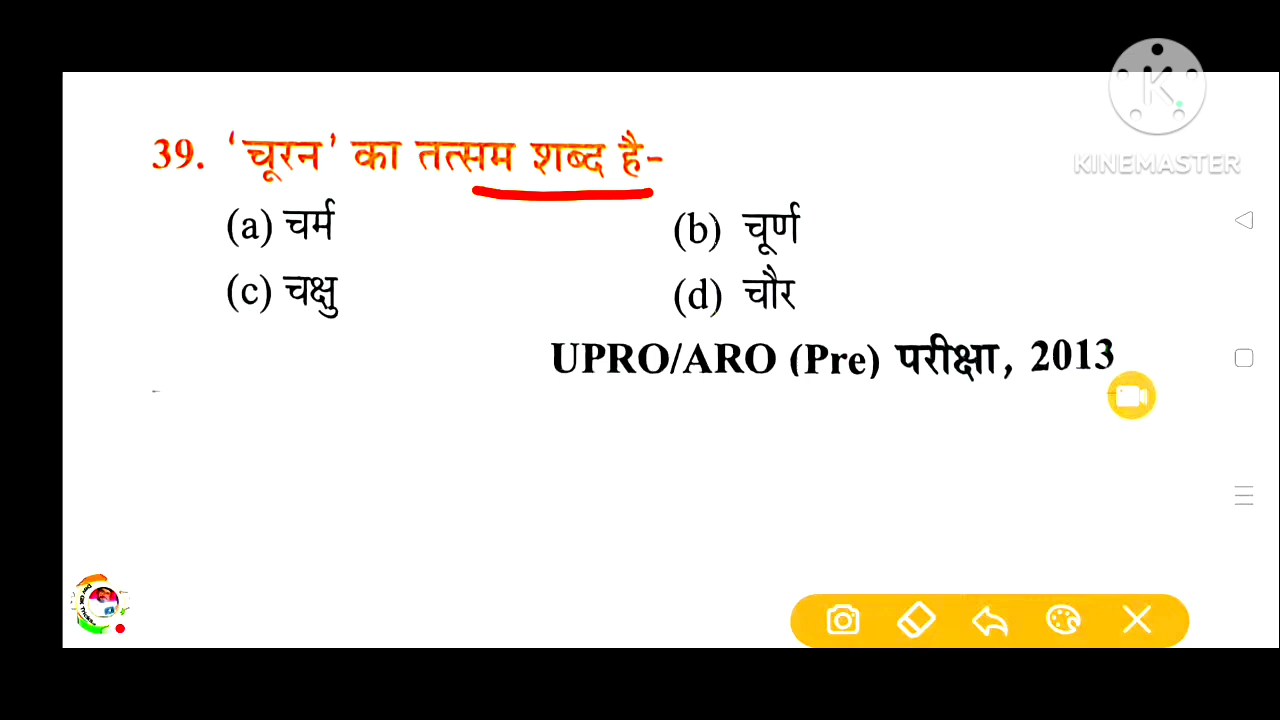 KINEMASTER
39. 'चूरन' का तत्सम शब्द है-
(a) चर्म (b) चूर्ण
(c) चक्षु (d) चौर
UPRO/ARO (Pre) परीक्षा, 2013